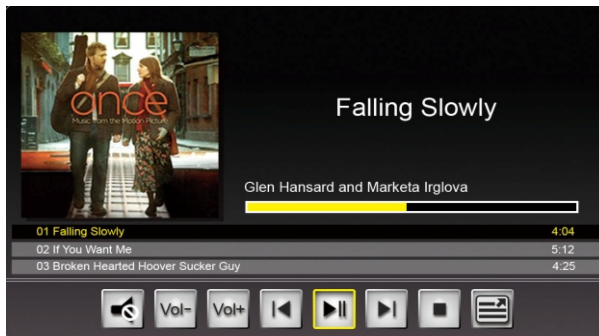 once
Music from the Motion Picture
Falling Slowly
Glen Hansard and Marketa Irglova
01 Falling Slowly 4:04
02 If You Want Me 5:12
03 Broken Hearted Hoover Sucker Guy 4:25
Vol- Vol+